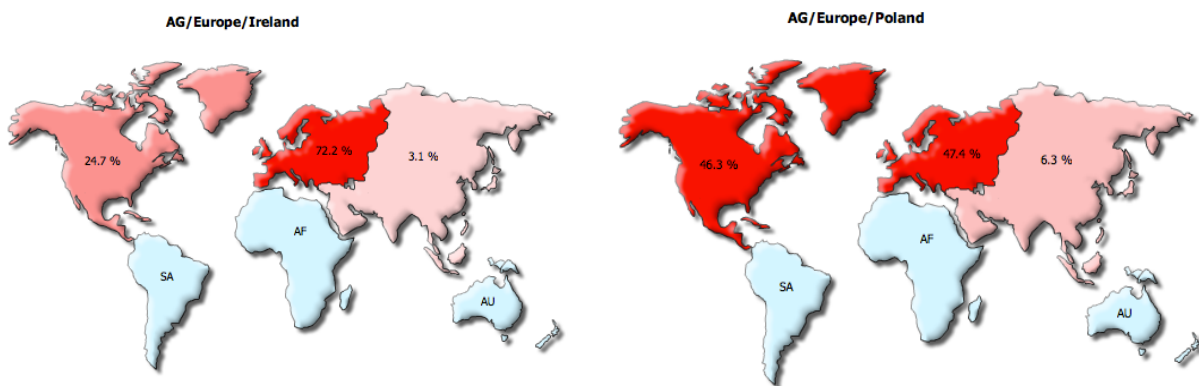 AG/Europe/Ireland
24.7 %
72.2 %
3.1 %
AF
SA
AU
AG/Europe/Poland
46.3 %
47.4 %
6.3 %
AF
SA
AU